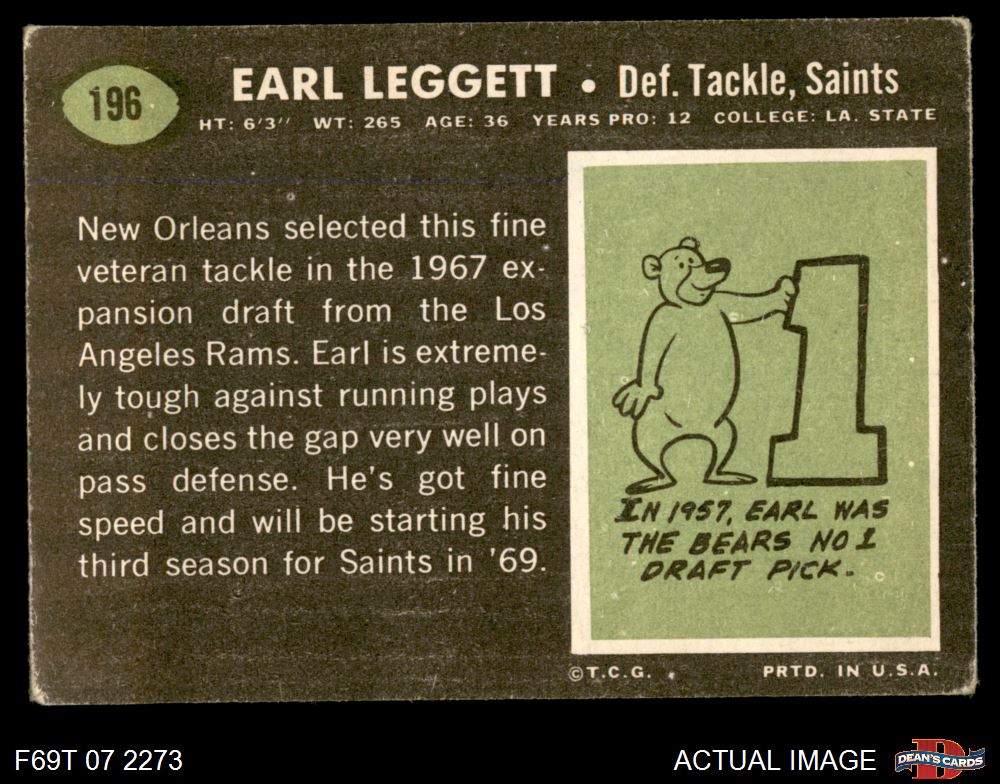 196
EARL LEGGETT • Def. Tackle, Saints
HT: 6'3'' WT: 265 AGE: 36 YEARS PRO: 12 COLLEGE: LA. STATE
New Orleans selected this fine
veteran tackle in the 1967 ex-
pansion draft from the Los
Angeles Rams. Earl is extreme-
ly tough against running plays
and closes the gap very well on
pass defense. He's got fine
speed and will be starting his
third season for Saints in '69.
1
IN 1957, EARL WAS
THE BEARS NO 1
DRAFT PICK.
©T.C.G. PRTD. IN U.S.A.
F69T 07 2273
ACTUAL IMAGE
D
DEAN'S CARDS